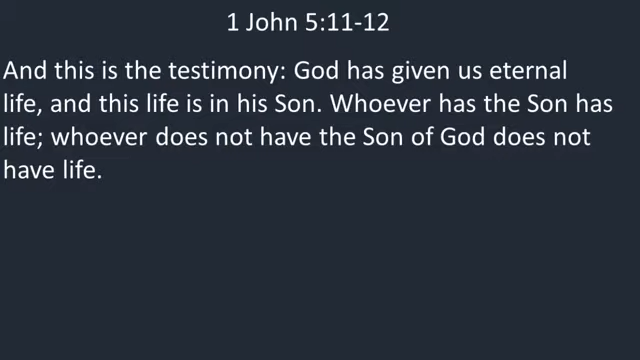 1 John 5:11-12
And this is the testimony: God has given us eternal
life, and this life is in his Son. Whoever has the Son has
life; whoever does not have the Son of God does not
have life.